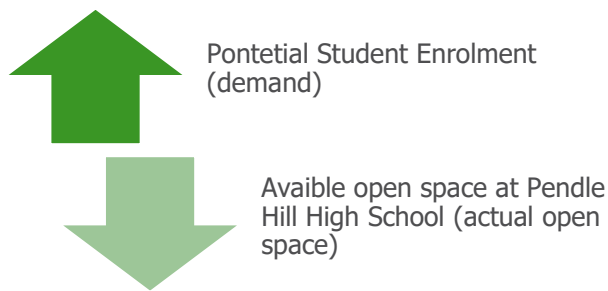 Pontetial Student Enrolment
(demand)
Avaible open space at Pendle
Hill High School (actual open
space)